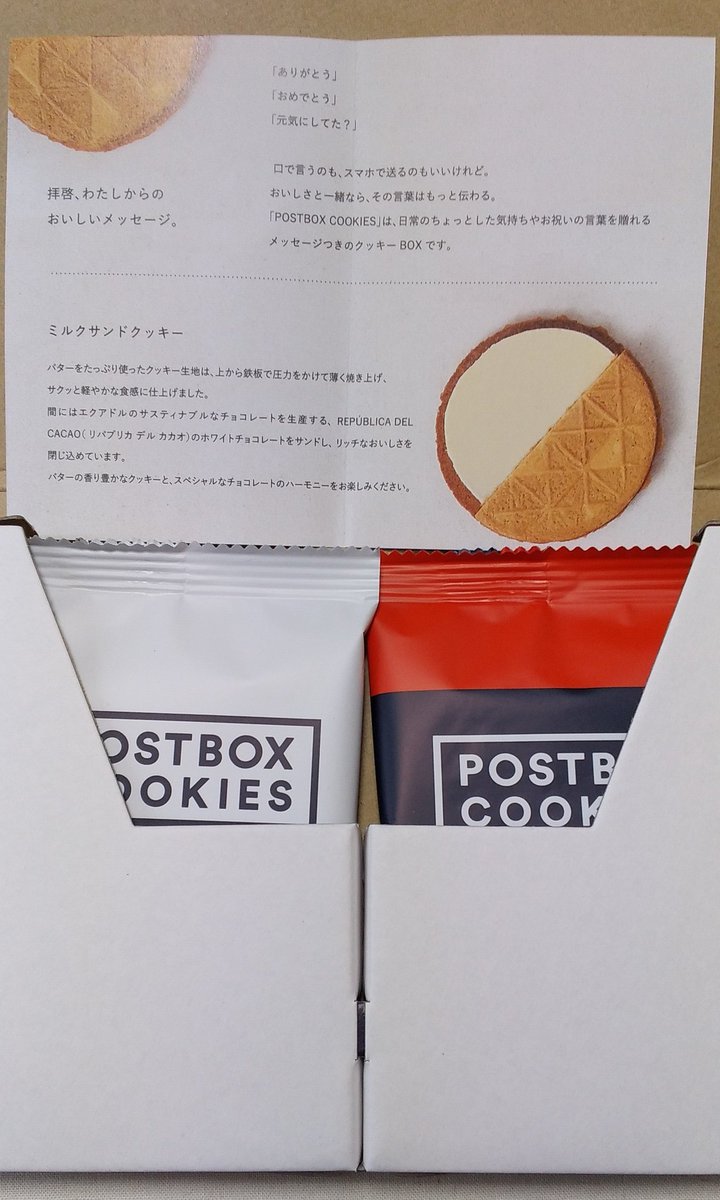 「ありがとう」
「おめでとう」
「元気にしてた？」
拝啓、わたしからの
おいしいメッセージ。
口で言うのも、スマホで送るのもいいけれど。
おいしさと一緒なら、その言葉はもっと伝わる。
「POSTBOX COOKIES」は、日常のちょっとした気持ちやお祝いの言葉を贈れる
メッセージつきのクッキーBOXです。
ミルクサンドクッキー
バターをたっぷり使ったクッキー生地は、上から鉄板で圧力をかけて薄く焼き上げ、
サクッと軽やかな食感に仕上げました。
間にはエクアドルのサスティナブルなチョコレートを生産する、REPÚBLICA DEL
CACAO（リパブリカ デル カカオ）のホワイトチョコレートをサンドし、リッチなおいしさを
閉じ込めています。
バターの香り豊かなクッキーと、スペシャルなチョコレートのハーモニーをお楽しみください。
OSTBOX
OOKIES
POSTB
COOK